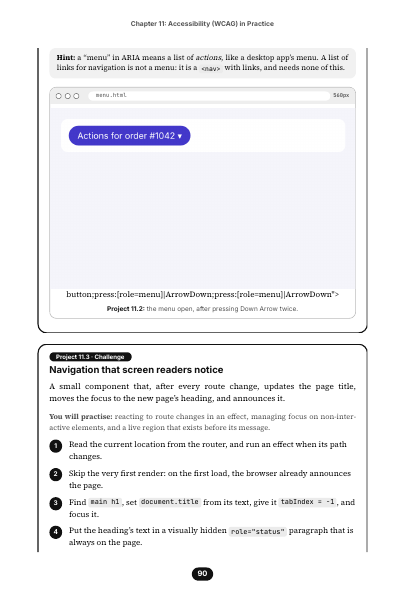 Chapter 11: Accessibility (WCAG) in Practice
Hint: a “menu” in ARIA means a list of actions, like a desktop app’s menu. A list of
links for navigation is not a menu: it is a <nav> with links, and needs none of this.
menu.html
560px
Actions for order #1042 ▾
button;press:[role=menu]|ArrowDown;press:[role=menu]|ArrowDown">
Project 11.2: the menu open, after pressing Down Arrow twice.
Project 11.3 · Challenge
Navigation that screen readers notice
A small component that, after every route change, updates the page title,
moves the focus to the new page’s heading, and announces it.
You will practise: reacting to route changes in an effect, managing focus on non-inter-
active elements, and a live region that exists before its message.
1 Read the current location from the router, and run an effect when its path
changes.
2 Skip the very first render: on the first load, the browser already announces
the page.
3 Find main h1, set document.title from its text, give it tabIndex = -1, and
focus it.
4 Put the heading’s text in a visually hidden role="status" paragraph that is
always on the page.
90